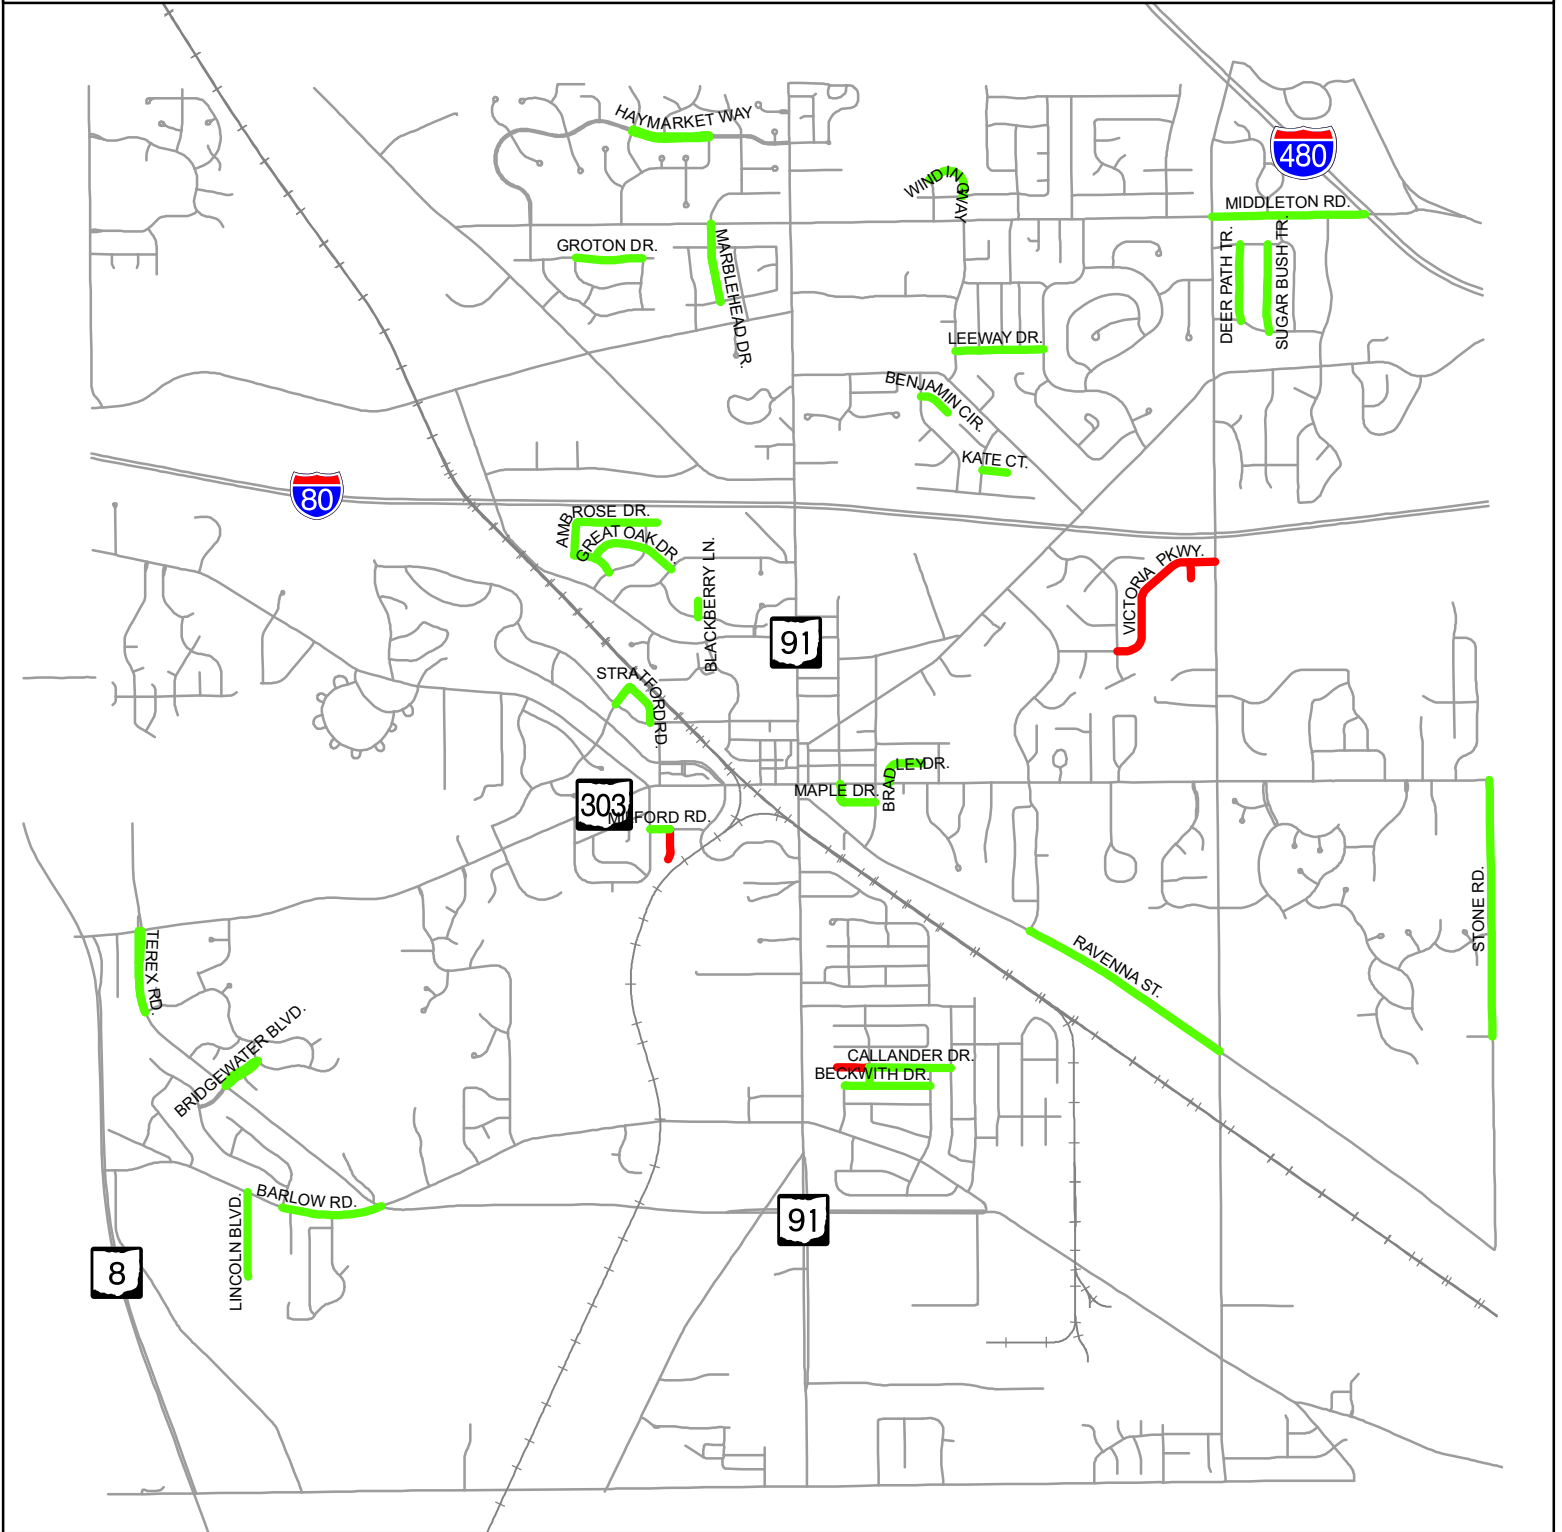 HAYMARKET WAY
480
WINDING WAY
MIDDLETON RD.
GROTON DR.
MARBLEHEAD DR.
DEER PATH TR.
SUGAR BUSH TR.
LEEWAY DR.
BENJAMIN CIR.
KATE CT.
80
AMBROSE DR.
GREAT OAK DR.
BLACKBERRY LN.
VICTORIA PKWY.
91
STRATFORD RD.
BRADLEY DR.
MAPLE DR.
303
MILFORD RD.
STONE RD.
TEREX RD.
RAVENNA ST.
BRIDGEWATER BLVD.
CALLANDER DR.
BECKWITH DR.
BARLOW RD.
LINCOLN BLVD.
91
8